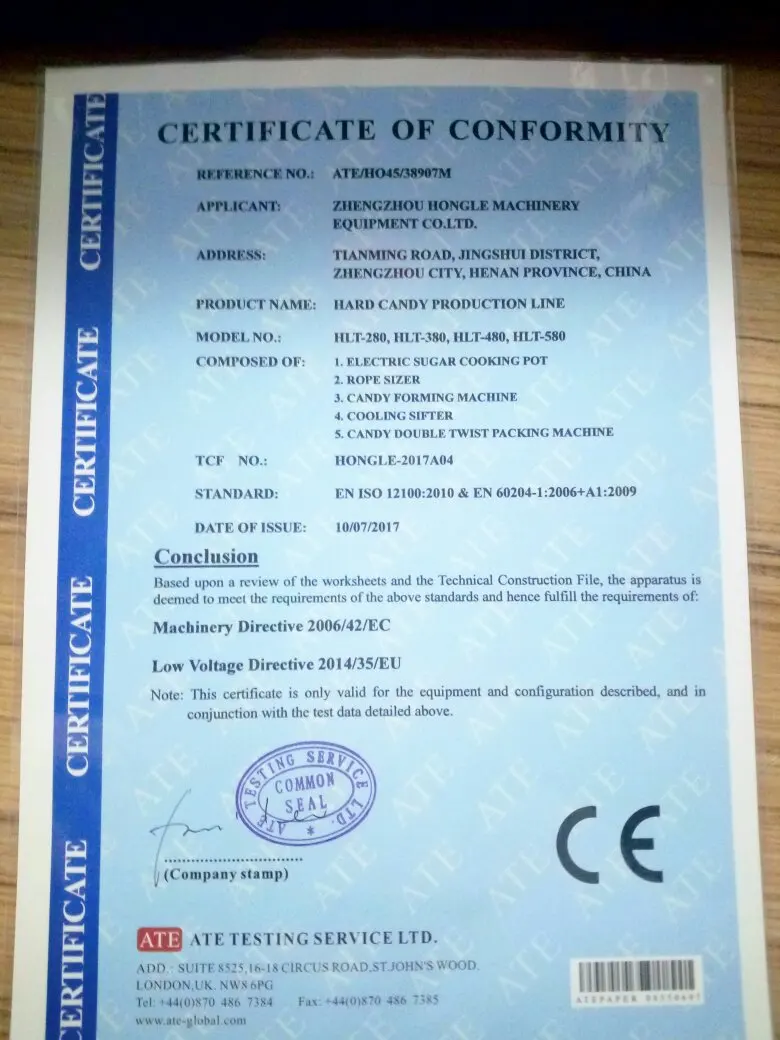 CERTIFICATE OF CONFORMITY
REFERENCE NO.: ATE/HO45/38907M
APPLICANT: ZHENGZHOU HONGLE MACHINERY
EQUIPMENT CO.LTD.
ADDRESS: TIANMING ROAD, JINGSHUI DISTRICT,
ZHENGZHOU CITY, HENAN PROVINCE, CHINA
PRODUCT NAME: HARD CANDY PRODUCTION LINE
MODEL NO.: HLT-280, HLT-380, HLT-480, HLT-580
COMPOSED OF: 1. ELECTRIC SUGAR COOKING POT
2. ROPE SIZER
3. CANDY FORMING MACHINE
4. COOLING SIFTER
5. CANDY DOUBLE TWIST PACKING MACHINE
TCF NO.: HONGLE-2017A04
STANDARD: EN ISO 12100:2010 & EN 60204-1:2006+A1:2009
DATE OF ISSUE: 10/07/2017
Conclusion
Based upon a review of the worksheets and the Technical Construction File, the apparatus is
deemed to meet the requirements of the above standards and hence fulfill the requirements of:
Machinery Directive 2006/42/EC
Low Voltage Directive 2014/35/EU
Note: This certificate is only valid for the equipment and configuration described, and in
conjunction with the test data detailed above.
ATE TESTING SERVICE LTD.
COMMON
SEAL
(Company stamp)
CE
ATE ATE TESTING SERVICE LTD.
ADD.: SUITE 8525,16-18 CIRCUS ROAD,ST.JOHN'S WOOD.
LONDON,UK. NW8 6PG
Tel: +44(0)870 486 7384 Fax: +44(0)870 486 7385
www.ate-global.com
ATEPAPER
CERTIFICATE
CERTIFICATE
CERTIFICATE
CERTIFICATE